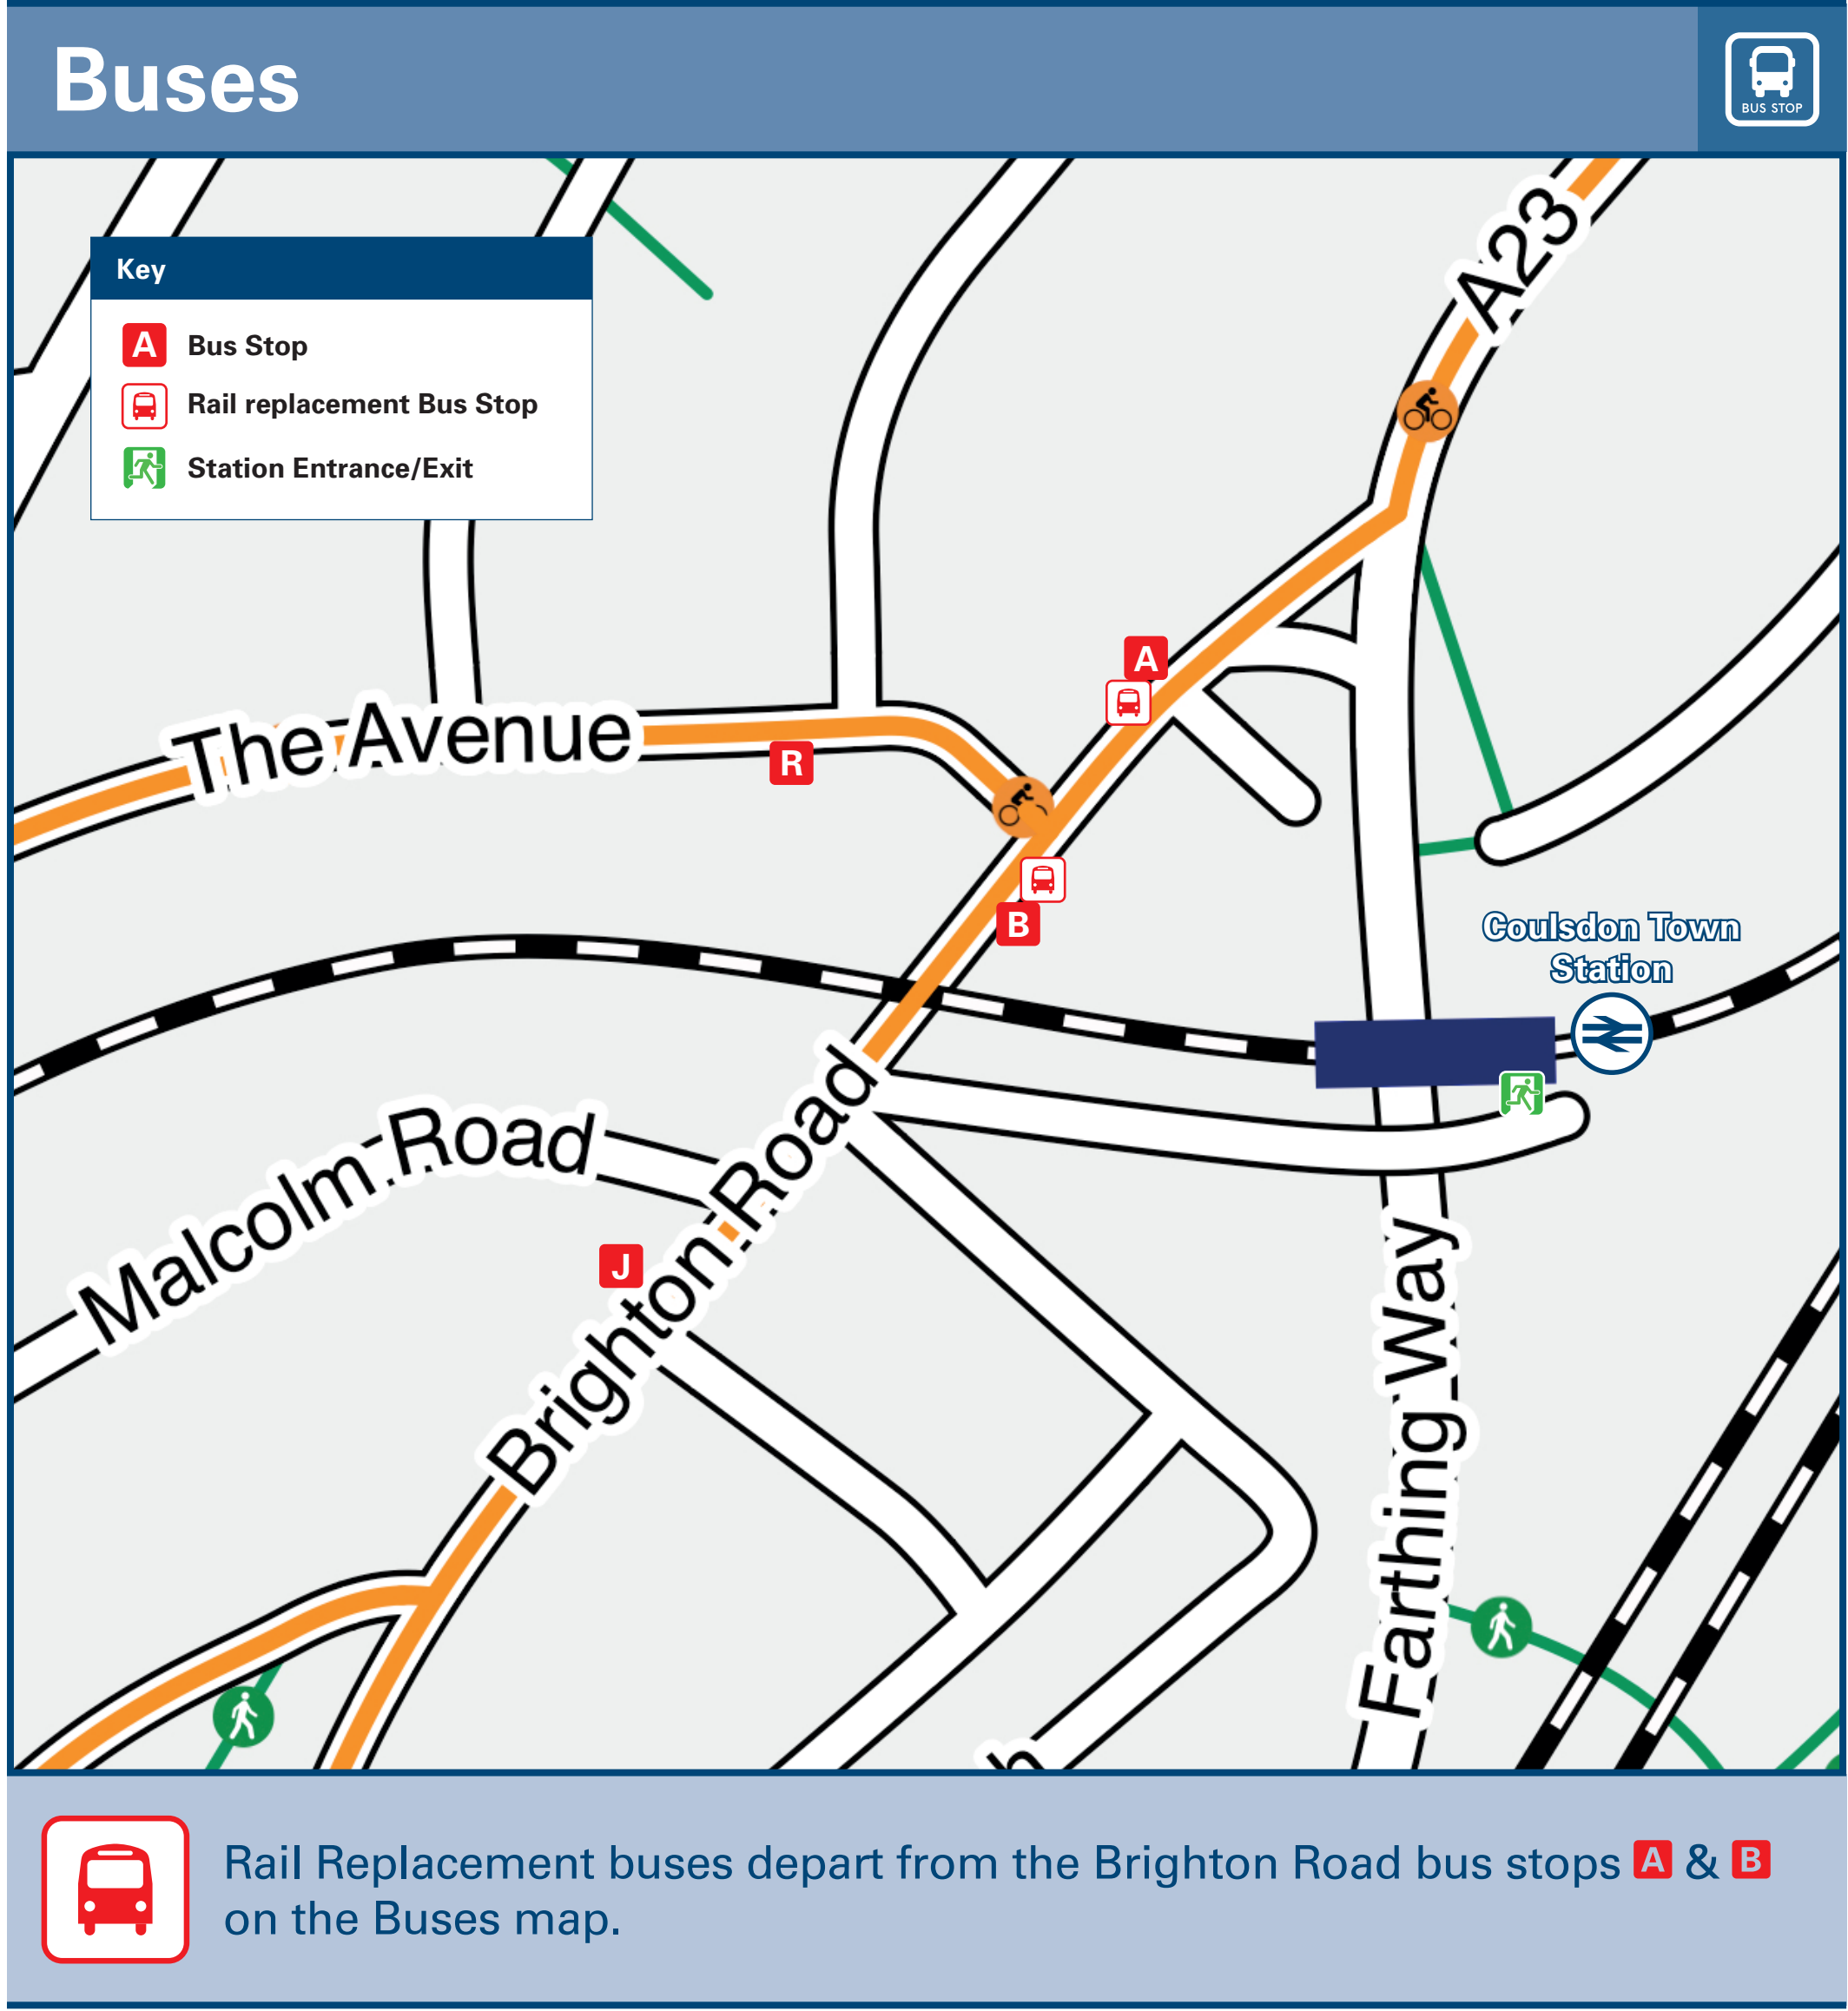 Buses
BUS STOP
Key
A Bus Stop
Rail replacement Bus Stop
Station Entrance/Exit
A23
A
The Avenue
R
B
Coulsdon Town
Station
Malcolm Road
Brighton Road
J
Farthing Way
h
Rail Replacement buses depart from the Brighton Road bus stops A & B
on the Buses map.